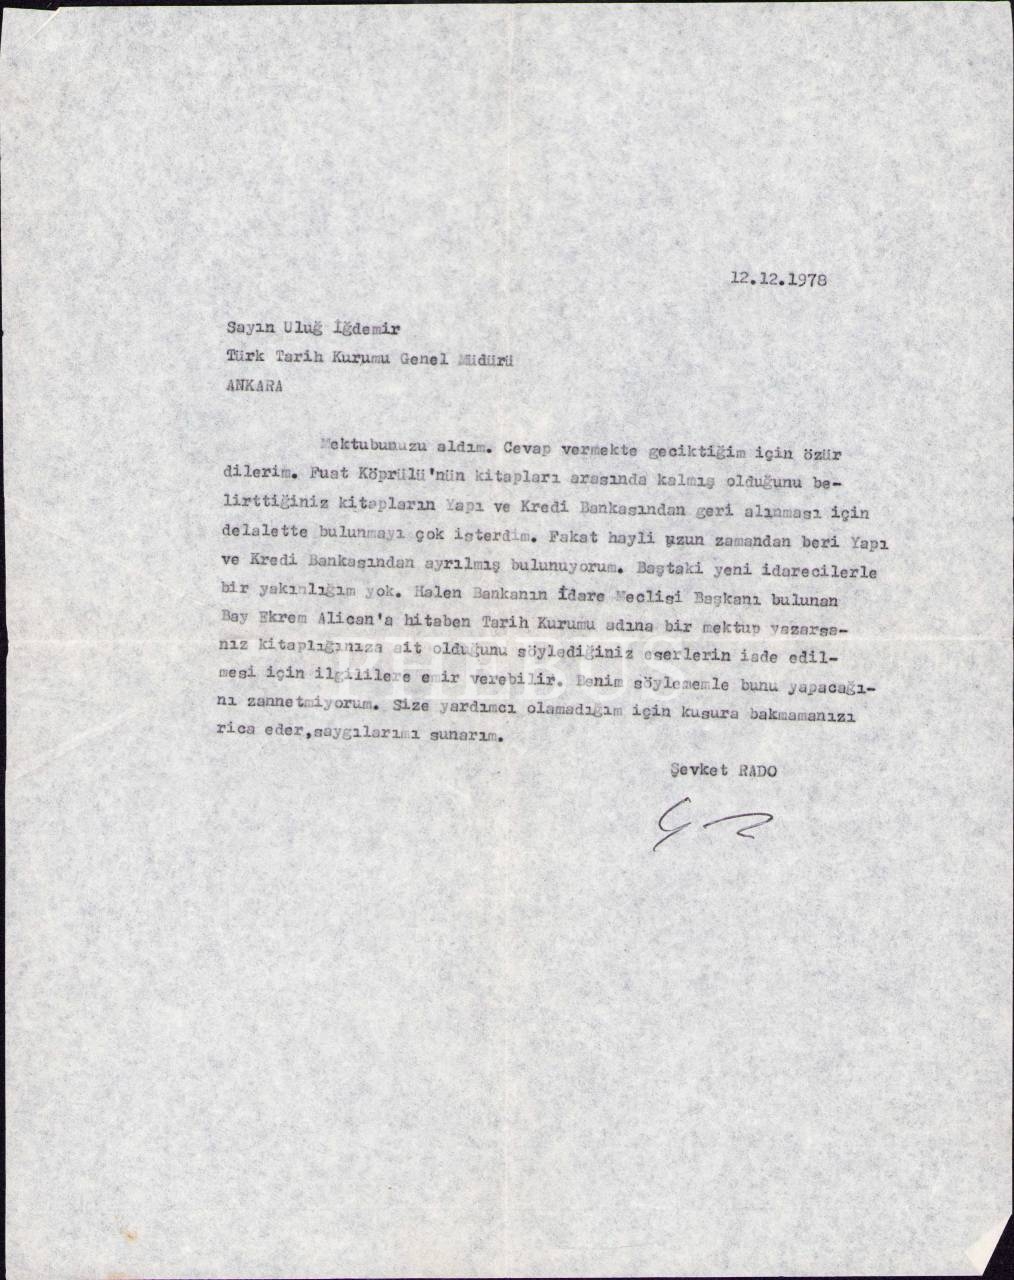 12.12.1978
Sayın Uluğ İğdemir
Türk Tarih Kurumu Genel Müdürü
ANKARA
Mektubunuzu aldım. Cevap vermekte geciktiğim için özür
dilerim. Fuat Köprülü'nün kitapları arasında kalmış olduğunu be-
lirttiğiniz kitapların Yapı ve Kredi Bankasından geri alınması için
delalette bulunmayı çok isterdim. Fakat hayli uzun zamandan beri Yapı
ve Kredi Bankasından ayrılmış bulunuyorum. Baştaki yeni idarecilerle
bir yakınlığım yok. Halen Bankanın İdare Meclisi Başkanı bulunan
Bay Ekrem Alican'a hitaben Tarih Kurumu adına bir mektup yazarsa-
nız kitaplığınıza ait olduğunu söylediğiniz eserlerin iade edil-
mesi için ilgililere emir verebilir. Benim söylememle bunu yapacağı-
nı zannetmiyorum. Size yardımcı olamadığım için kusura bakmamanızı
rica eder,saygılarımı sunarım.
Şevket RADO